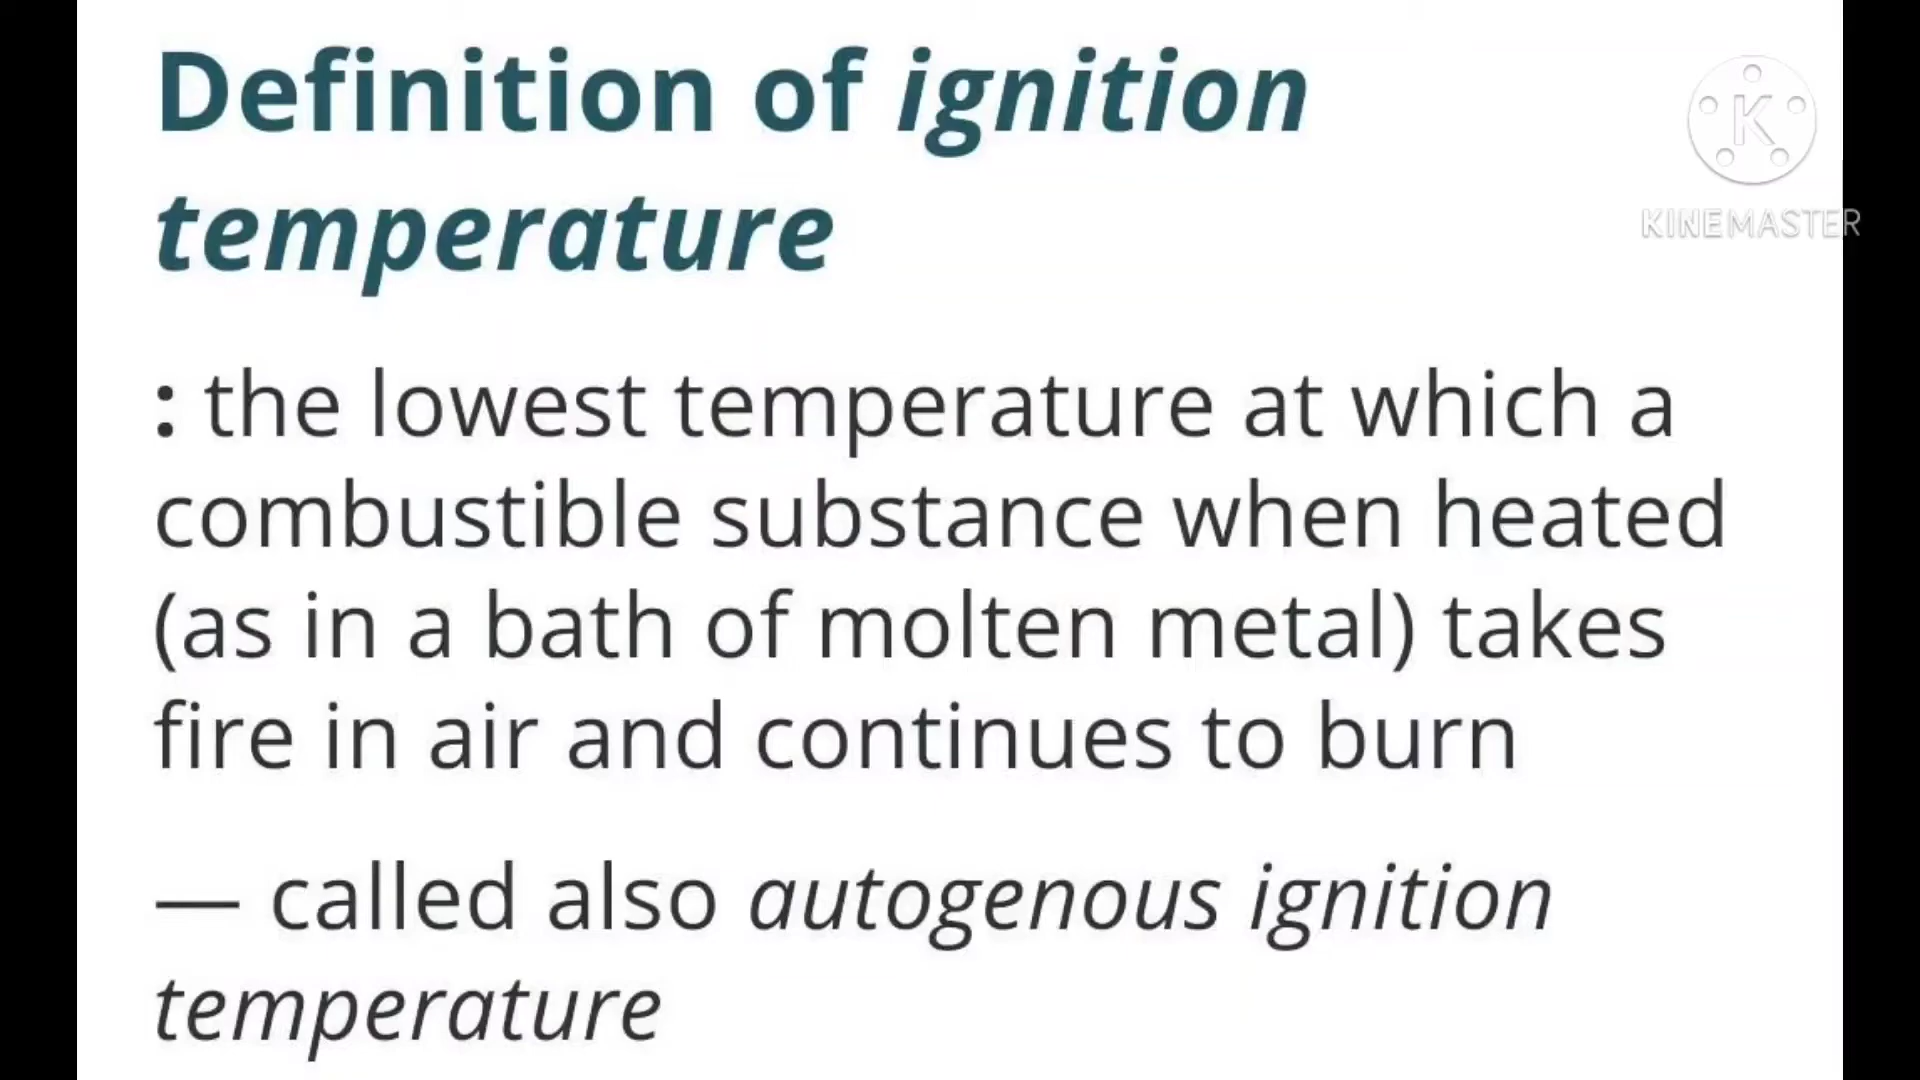 Definition of ignition
temperature
K
KINEMASTER
: the lowest temperature at which a
combustible substance when heated
(as in a bath of molten metal) takes
fire in air and continues to burn
— called also autogenous ignition
temperature